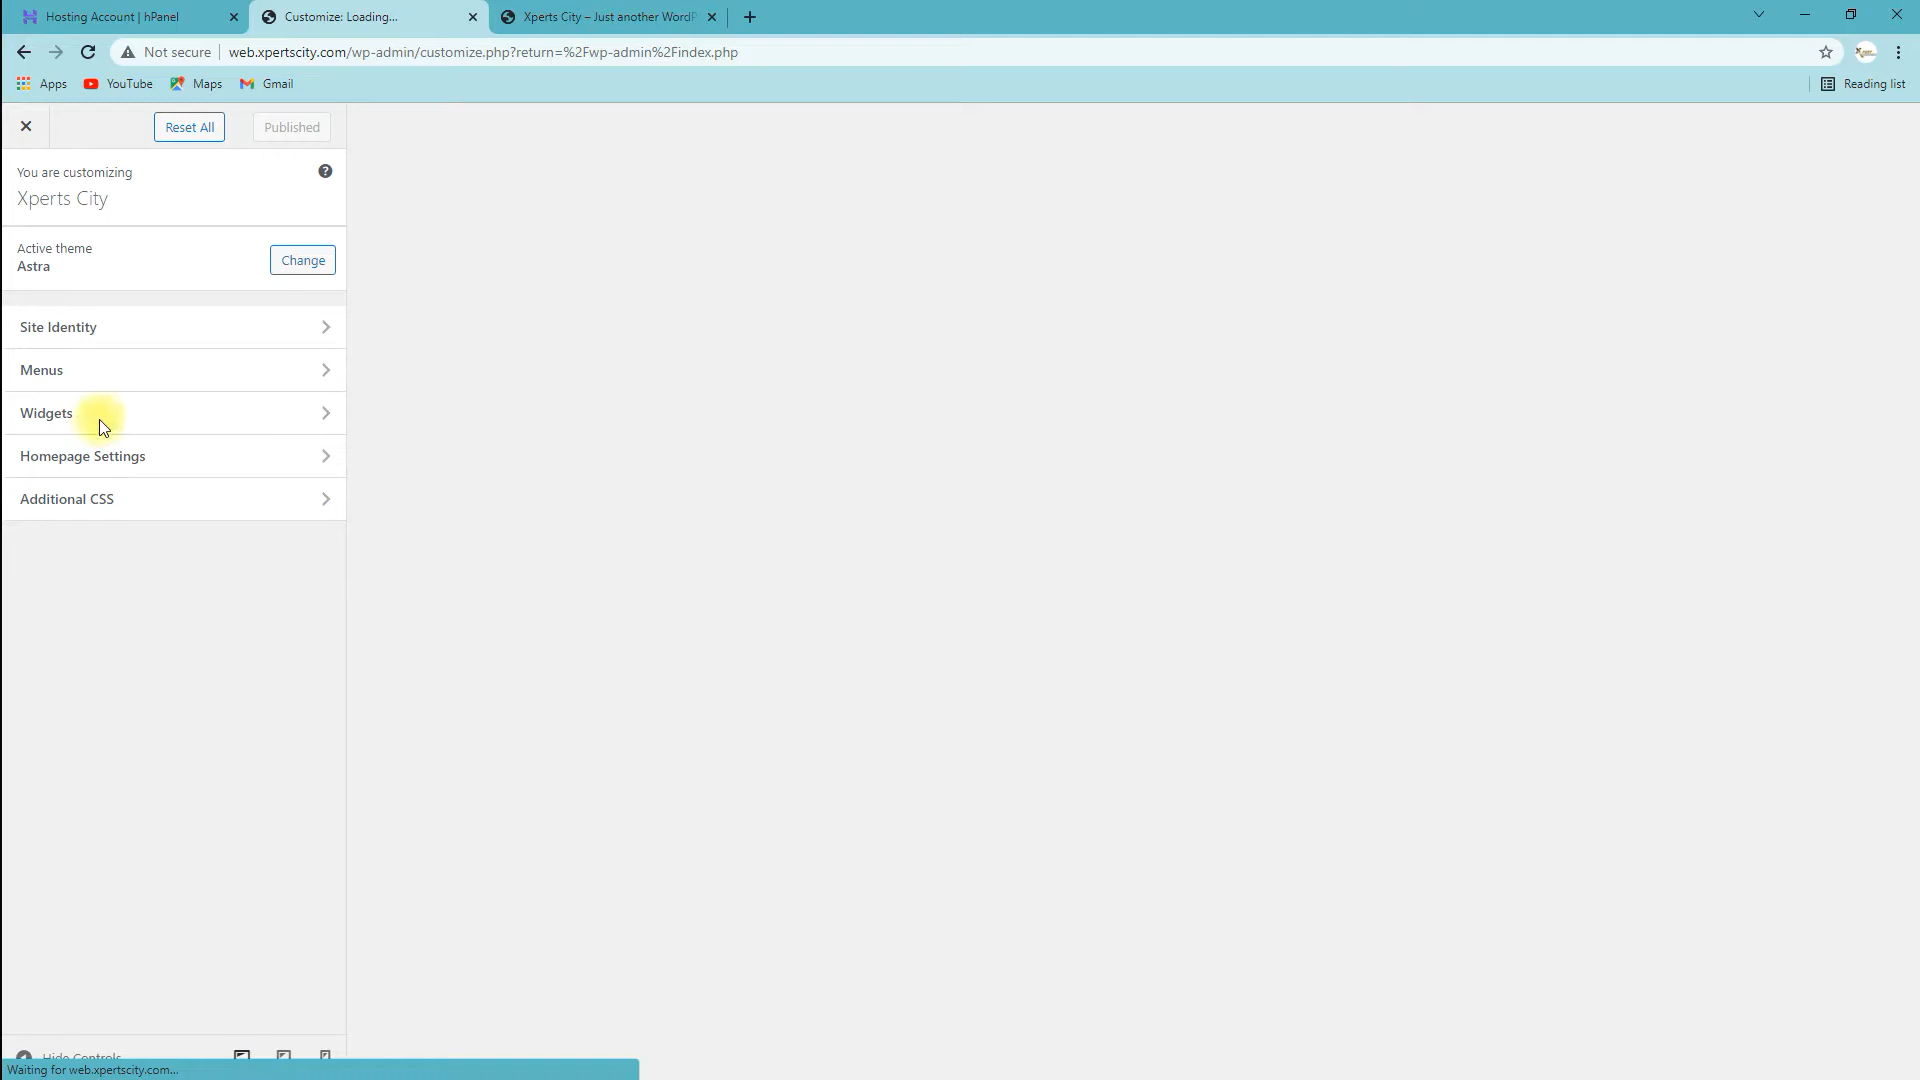 Hosting Account | hPanel
Customize: Loading...
Xperts City – Just another WordP
Not secure
web.xpertscity.com/wp-admin/customize.php?return=%2Fwp-admin%2Findex.php
Apps
YouTube
Maps
Gmail
Reading list
Reset All
Published
You are customizing
Xperts City
Active theme
Astra
Change
Site Identity
Menus
Widgets
Homepage Settings
Additional CSS
Hide Controls
Waiting for web.xpertscity.com...